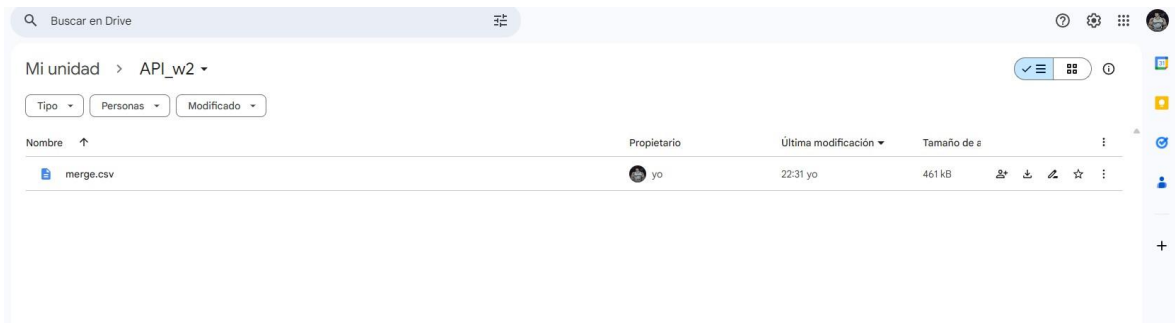 Buscar en Drive
Mi unidad > API_w2
Tipo Personas Modificado
Nombre Propietario Última modificación Tamaño de a
merge.csv yo 22:31 yo 461 kB